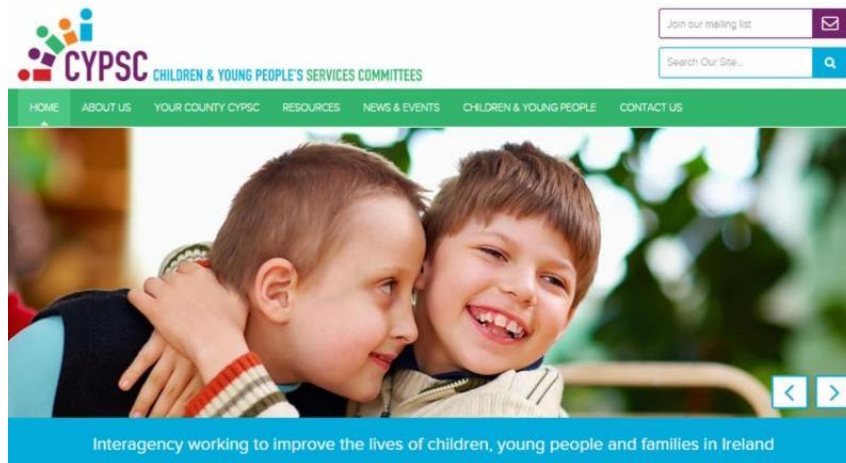 Join our mailing list
CYPSC CHILDREN & YOUNG PEOPLE'S SERVICES COMMITTEES
Search Our Site...
HOME ABOUT US YOUR COUNTY CYPSC RESOURCES NEWS & EVENTS CHILDREN & YOUNG PEOPLE CONTACT US
Interagency working to improve the lives of children, young people and families in Ireland